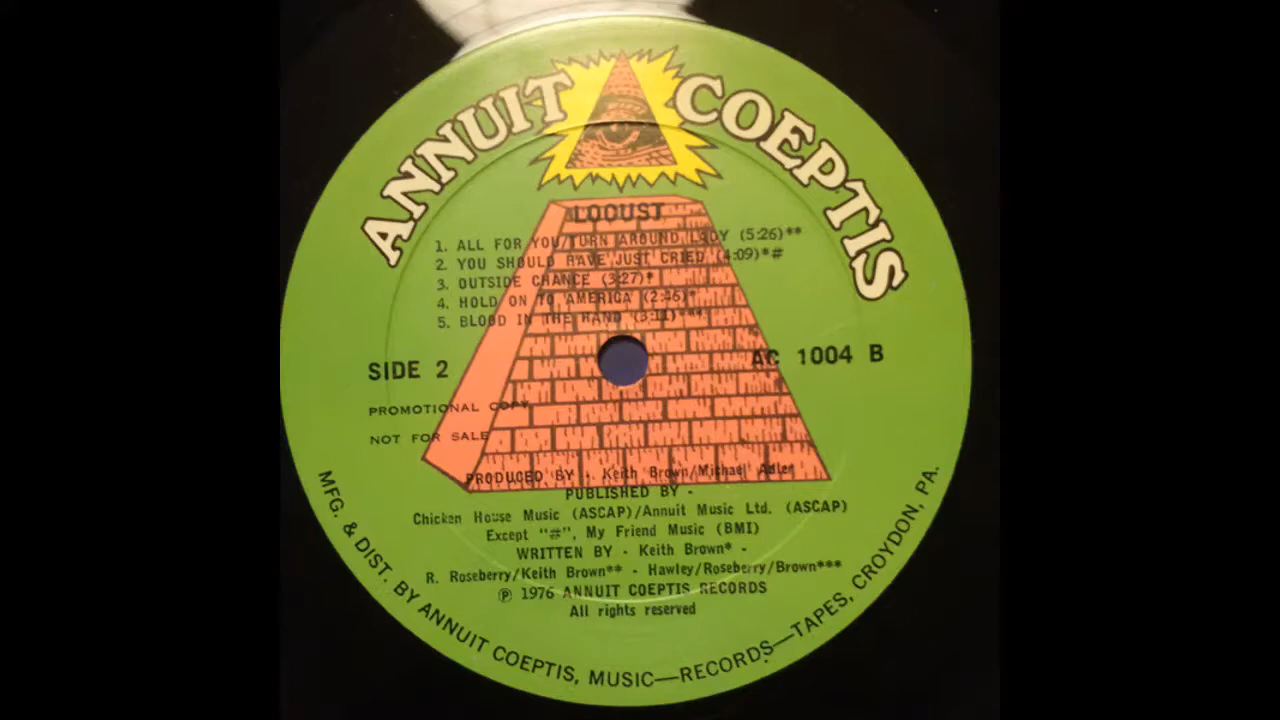 ANNUIT COEPTIS
LOCUST
1. ALL FOR YOU/TURN AROUND LADY (5:26)**
2. YOU SHOULD HAVE JUST CRIED (4:09)*#
3. OUTSIDE CHANCE (3:27)*
4. HOLD ON TO AMERICA (2:46)*
5. BLOOD IN THE HAND (3:11)***
SIDE 2
AC 1004 B
PROMOTIONAL COPY
NOT FOR SALE
PRODUCED BY - Keith Brown/Michael Adler
PUBLISHED BY -
Chicken House Music (ASCAP)/Annuit Music Ltd. (ASCAP)
Except "#", My Friend Music (BMI)
WRITTEN BY - Keith Brown* -
R. Roseberry/Keith Brown** - Hawley/Roseberry/Brown***
℗ 1976 ANNUIT COEPTIS RECORDS
All rights reserved
MFG. & DIST. BY ANNUIT COEPTIS, MUSIC—RECORDS—TAPES, CROYDON, PA.